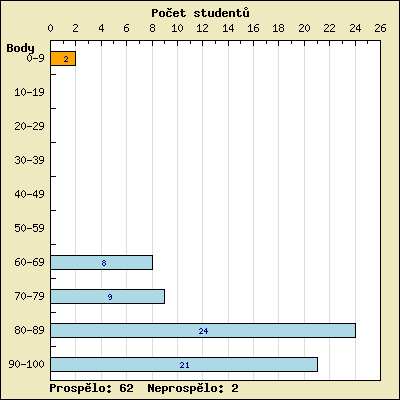 Počet studentů
0 2 4 6 8 10 12 14 16 18 20 22 24 26
Body
0-9 2
10-19
20-29
30-39
40-49
50-59
60-69 8
70-79 9
80-89 24
90-100 21
Prospělo: 62 Neprospělo: 2